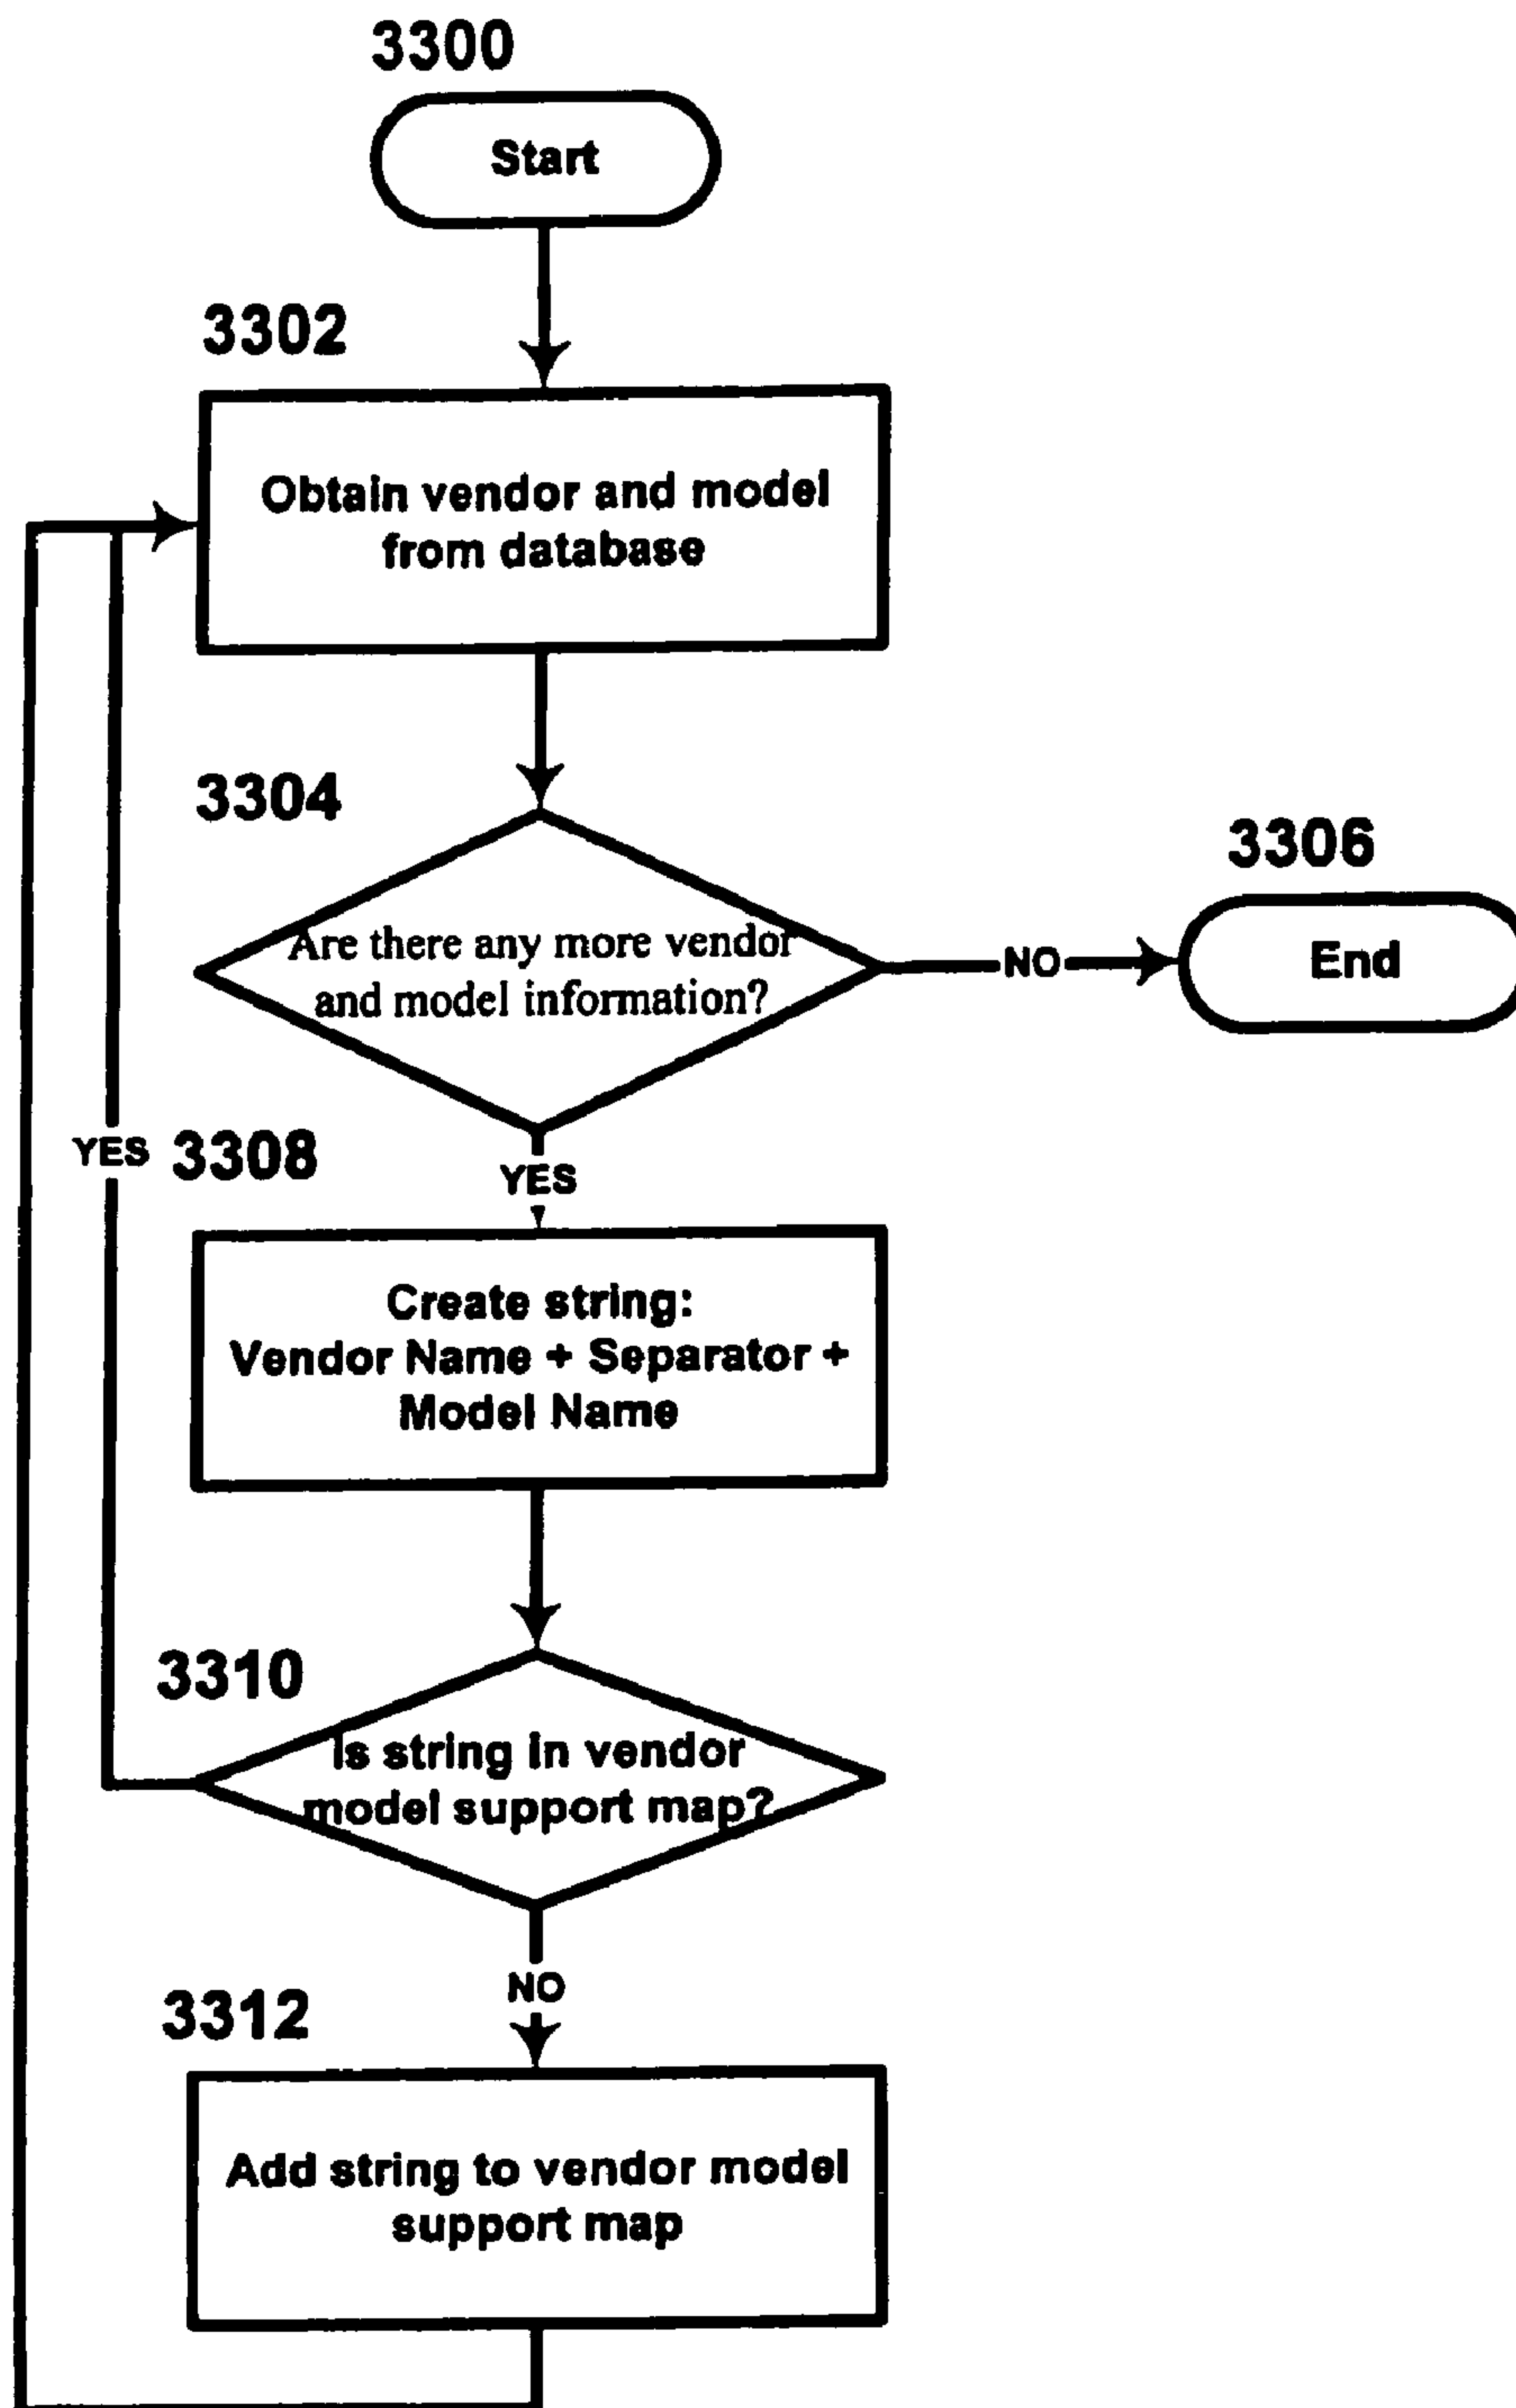 3300
Start
3302
Obtain vendor and model
from database
3304
Are there any more vendor
and model information?
NO
3306
End
YES
3308
YES
Create string:
Vendor Name + Separator +
Model Name
3310
Is string in vendor
model support map?
NO
3312
Add string to vendor model
support map